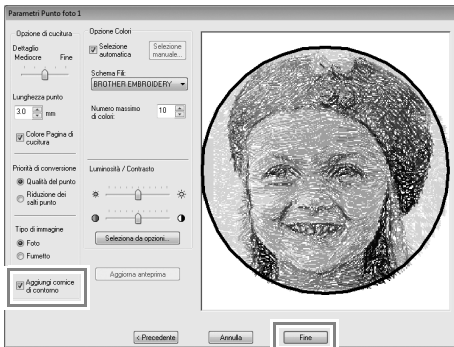 Parametri Punto foto 1
Opzione di cucitura
Dettaglio
Mediocre Fine
Lunghezza punto
3.0 mm
Colore Pagina di
cucitura
Priorità di conversione
Qualità del punto
Riduzione dei
salti punto
Tipo di immagine
Foto
Fumetto
Aggiungi cornice
di contorno
Opzione Colori
Selezione
automatica
Selezione
manuale...
Schema Fili:
BROTHER EMBROIDERY
Numero massimo
di colori:
10
Luminosità / Contrasto
Seleziona da opzioni...
Aggiorna anteprima
< Precedente
Annulla
Fine